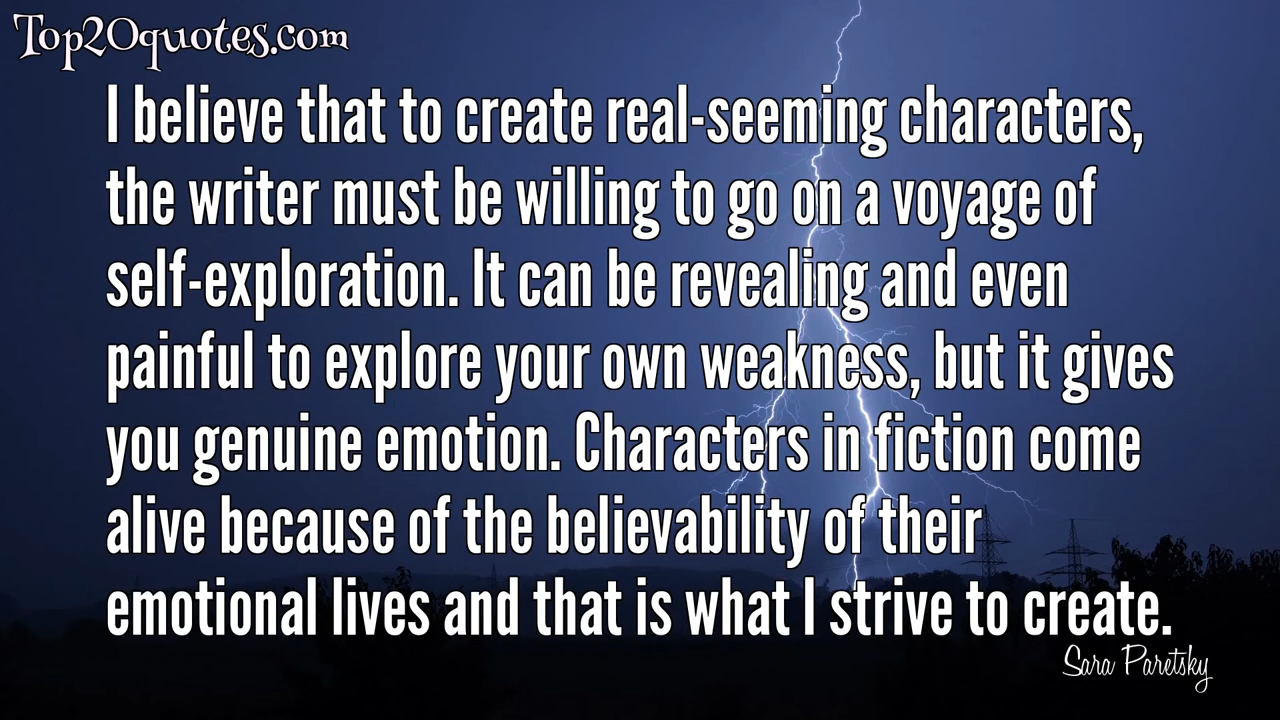 Top20quotes.com
I believe that to create real-seeming characters,
the writer must be willing to go on a voyage of
self-exploration. It can be revealing and even
painful to explore your own weakness, but it gives
you genuine emotion. Characters in fiction come
alive because of the believability of their
emotional lives and that is what I strive to create.
Sara Paretsky